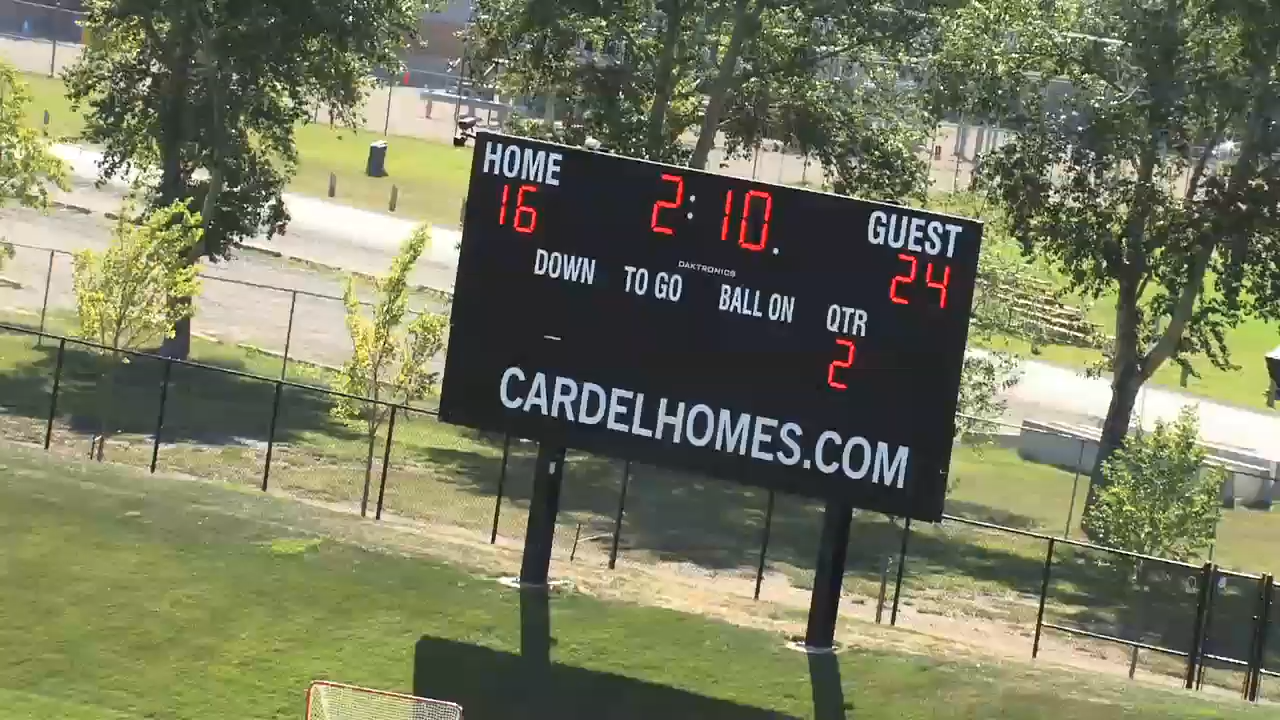 HOME 2:10. GUEST
16 24
DAKTRONICS
DOWN TO GO BALL ON QTR
2
CARDELHOMES.COM